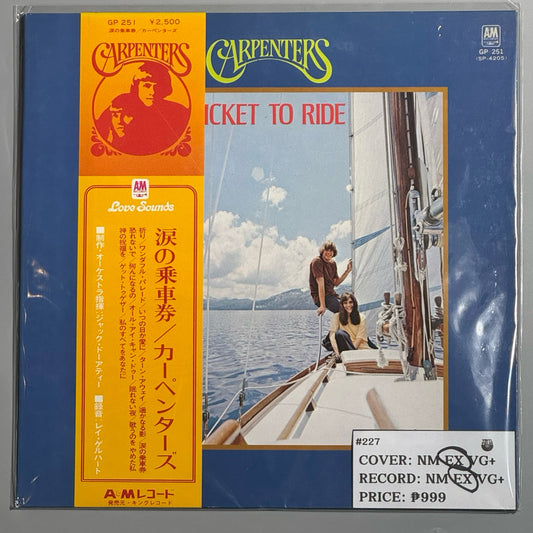 GP 251 ¥2,500
涙の乗車券/カーペンターズ
CARPENTERS
A&M
Love Sounds
涙の乗車券/カーペンターズ
祈り/ワンダフル・パレード/いつの日か愛に/ターン・アウェイ/遥かなる影/涙の乗車券
恐れないで/何んになるの/オール・アイ・キャン・ドゥー/眠れない夜/歌うのをやめた私
神の祝福を/ゲット・トゥゲザー/私のすべてをあなたに
■制作・オーケストラ指揮:ジャック・ドーアティー ■録音:レイ・ゲルハート
A&Mレコード
発売元・キングレコード
CARPENTERS
ICKET TO RIDE
A&M
GP 251
(SP-4205)
#227
COVER: NM EX VG+
RECORD: NM EX VG+
PRICE: ₱999